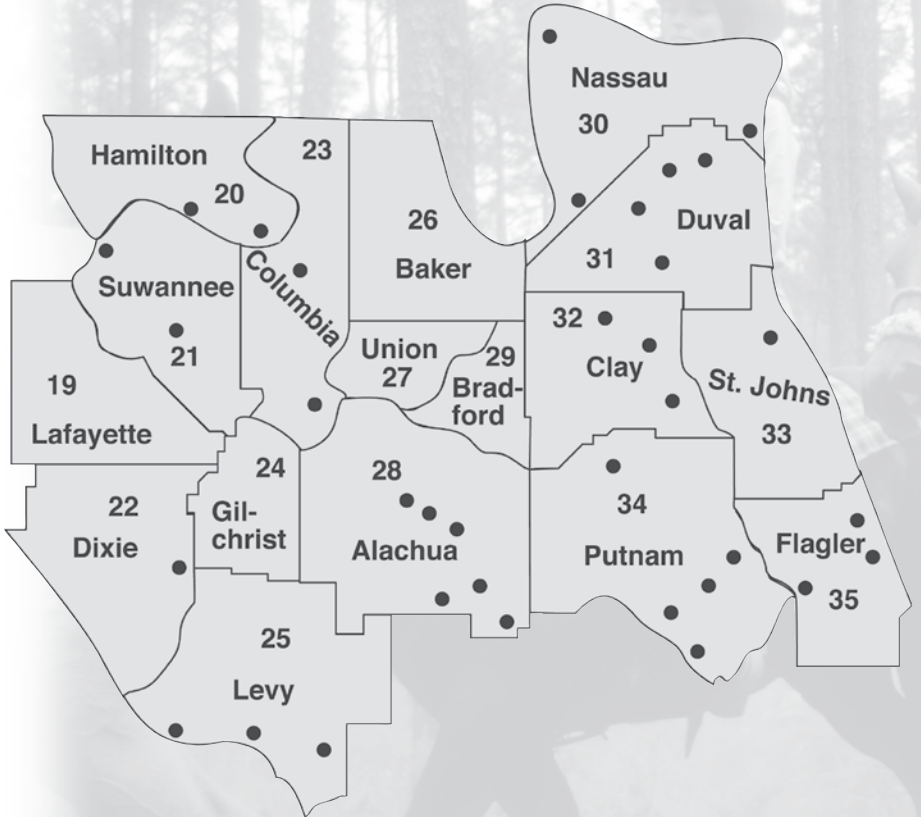 Nassau
30
Hamilton
20
23
26
Baker
Duval
31
Suwannee
21
Columbia
32
Clay
Union
27
29
Brad-
ford
St. Johns
33
19
Lafayette
24
Gil-
christ
28
Alachua
22
Dixie
34
Putnam
Flagler
35
25
Levy